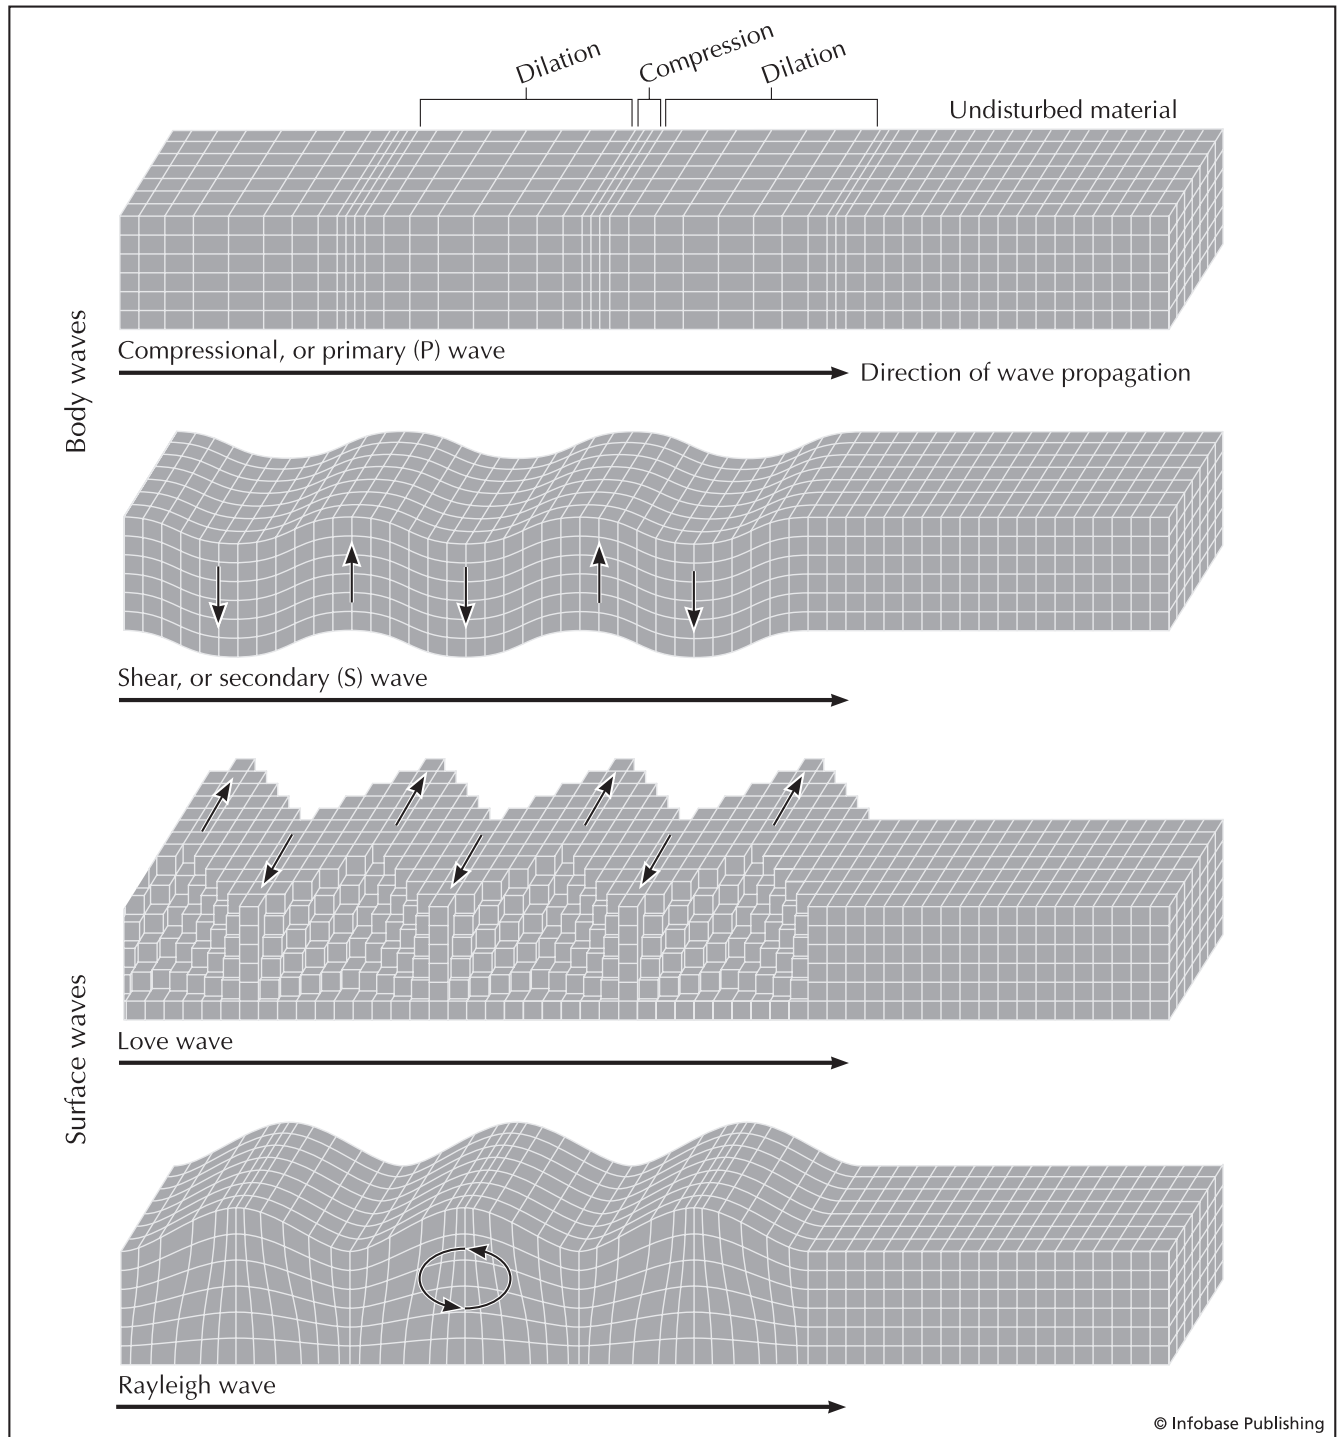 Dilation
Compression
Dilation
Undisturbed material
Body waves
Compressional, or primary (P) wave
Direction of wave propagation
Shear, or secondary (S) wave
Surface waves
Love wave
Rayleigh wave
© Infobase Publishing